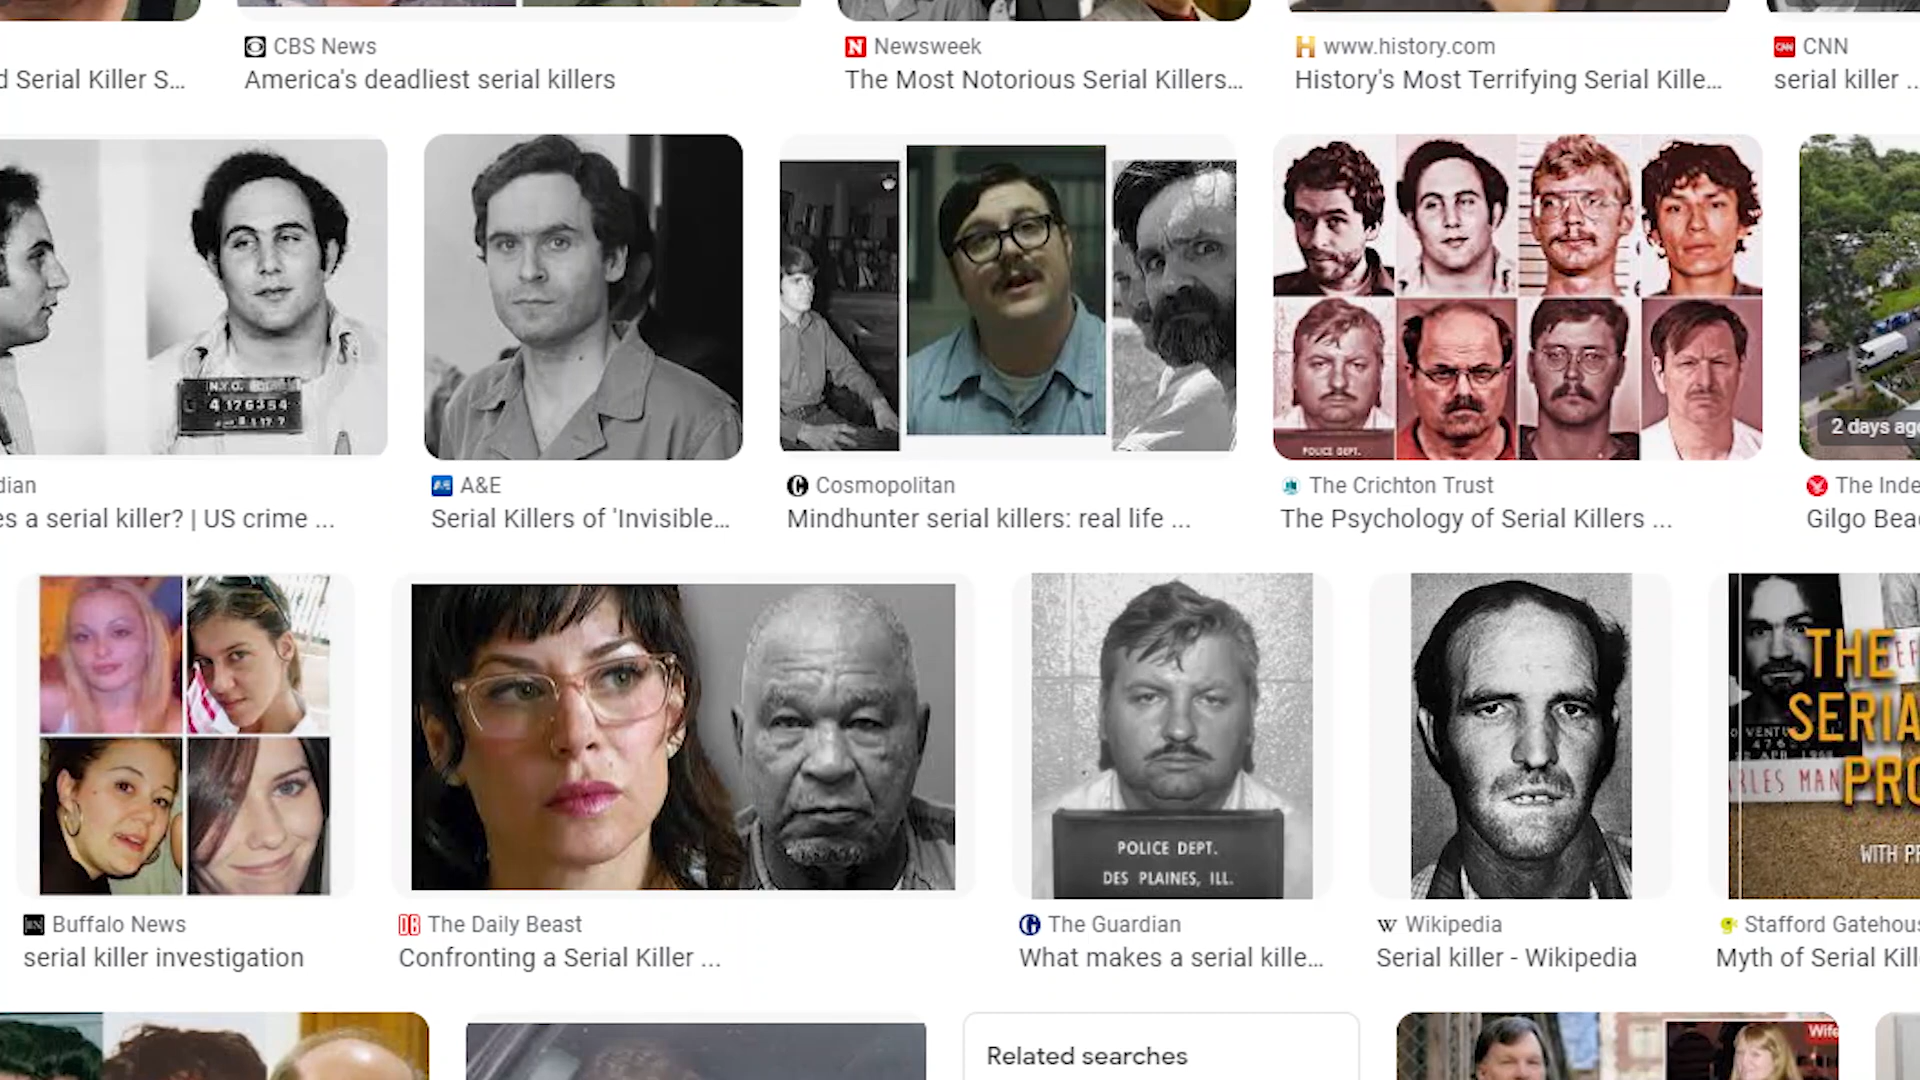 d Serial Killer S...
CBS News
America's deadliest serial killers
Newsweek
The Most Notorious Serial Killers...
www.history.com
History's Most Terrifying Serial Kille...
CNN
serial killer ...
N.Y.C.
4 176354
POLICE DEPT.
2 days ago
dian
es a serial killer? | US crime ...
A&E
Serial Killers of 'Invisible...
Cosmopolitan
Mindhunter serial killers: real life ...
The Crichton Trust
The Psychology of Serial Killers ...
The Inde
Gilgo Bea
POLICE DEPT.
DES PLAINES, ILL.
THE
SERIA
PRO
RLES MAN
WITH PR
Buffalo News
serial killer investigation
DB The Daily Beast
Confronting a Serial Killer ...
The Guardian
What makes a serial kille...
W Wikipedia
Serial killer - Wikipedia
Stafford Gatehous
Myth of Serial Kill
Related searches
Wife